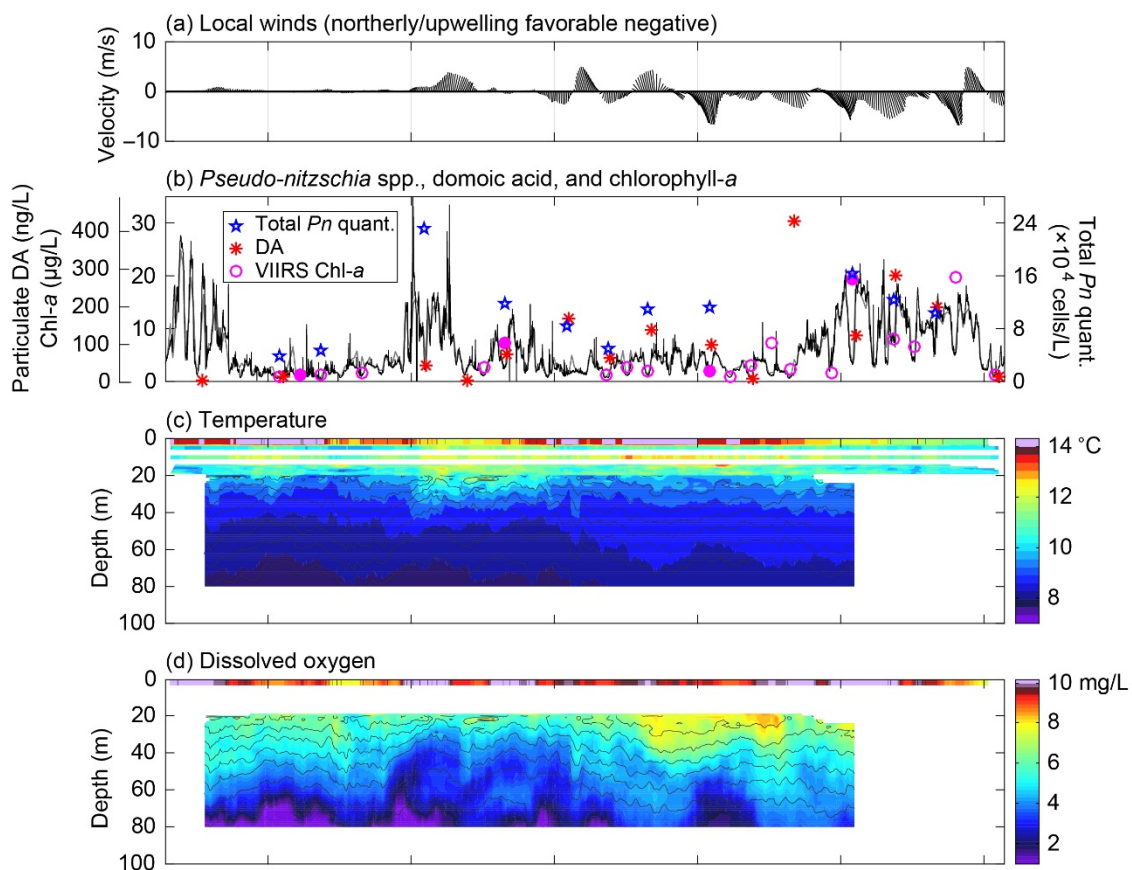 (a) Local winds (northerly/upwelling favorable negative)
10
0
−10
Velocity (m/s)
(b) Pseudo-nitzschia spp., domoic acid, and chlorophyll-a
Particulate DA (ng/L)
Chl-a (µg/L)
400
300
200
100
0
30
20
10
0
Total Pn quant.
DA
VIIRS Chl-a
24
16
8
0
Total Pn quant.
(×10⁴ cells/L)
(c) Temperature
0
20
40
60
80
100
Depth (m)
14 °C
12
10
8
(d) Dissolved oxygen
0
20
40
60
80
100
Depth (m)
10 mg/L
8
6
4
2